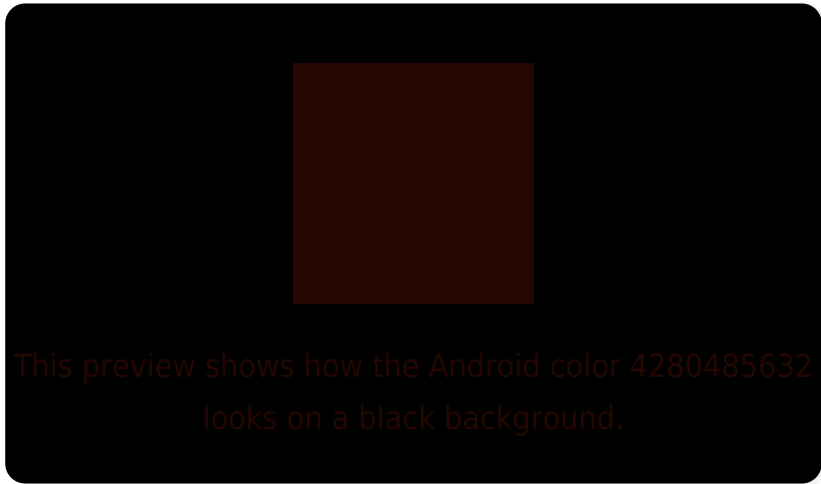 This preview shows how the Android color 4280485632
looks on a black background.